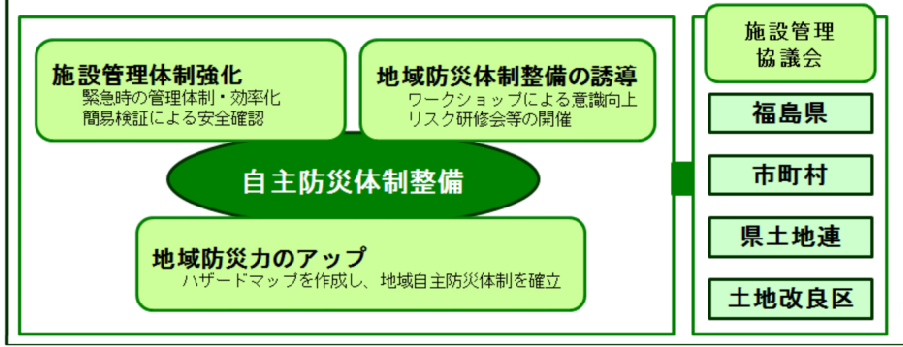 施設管理体制強化
緊急時の管理体制・効率化
簡易検証による安全確認
地域防災体制整備の誘導
ワークショップによる意識向上
リスク研修会等の開催
自主防災体制整備
地域防災力のアップ
ハザードマップを作成し、地域自主防災体制を確立
施設管理
協議会
福島県
市町村
県土地連
土地改良区